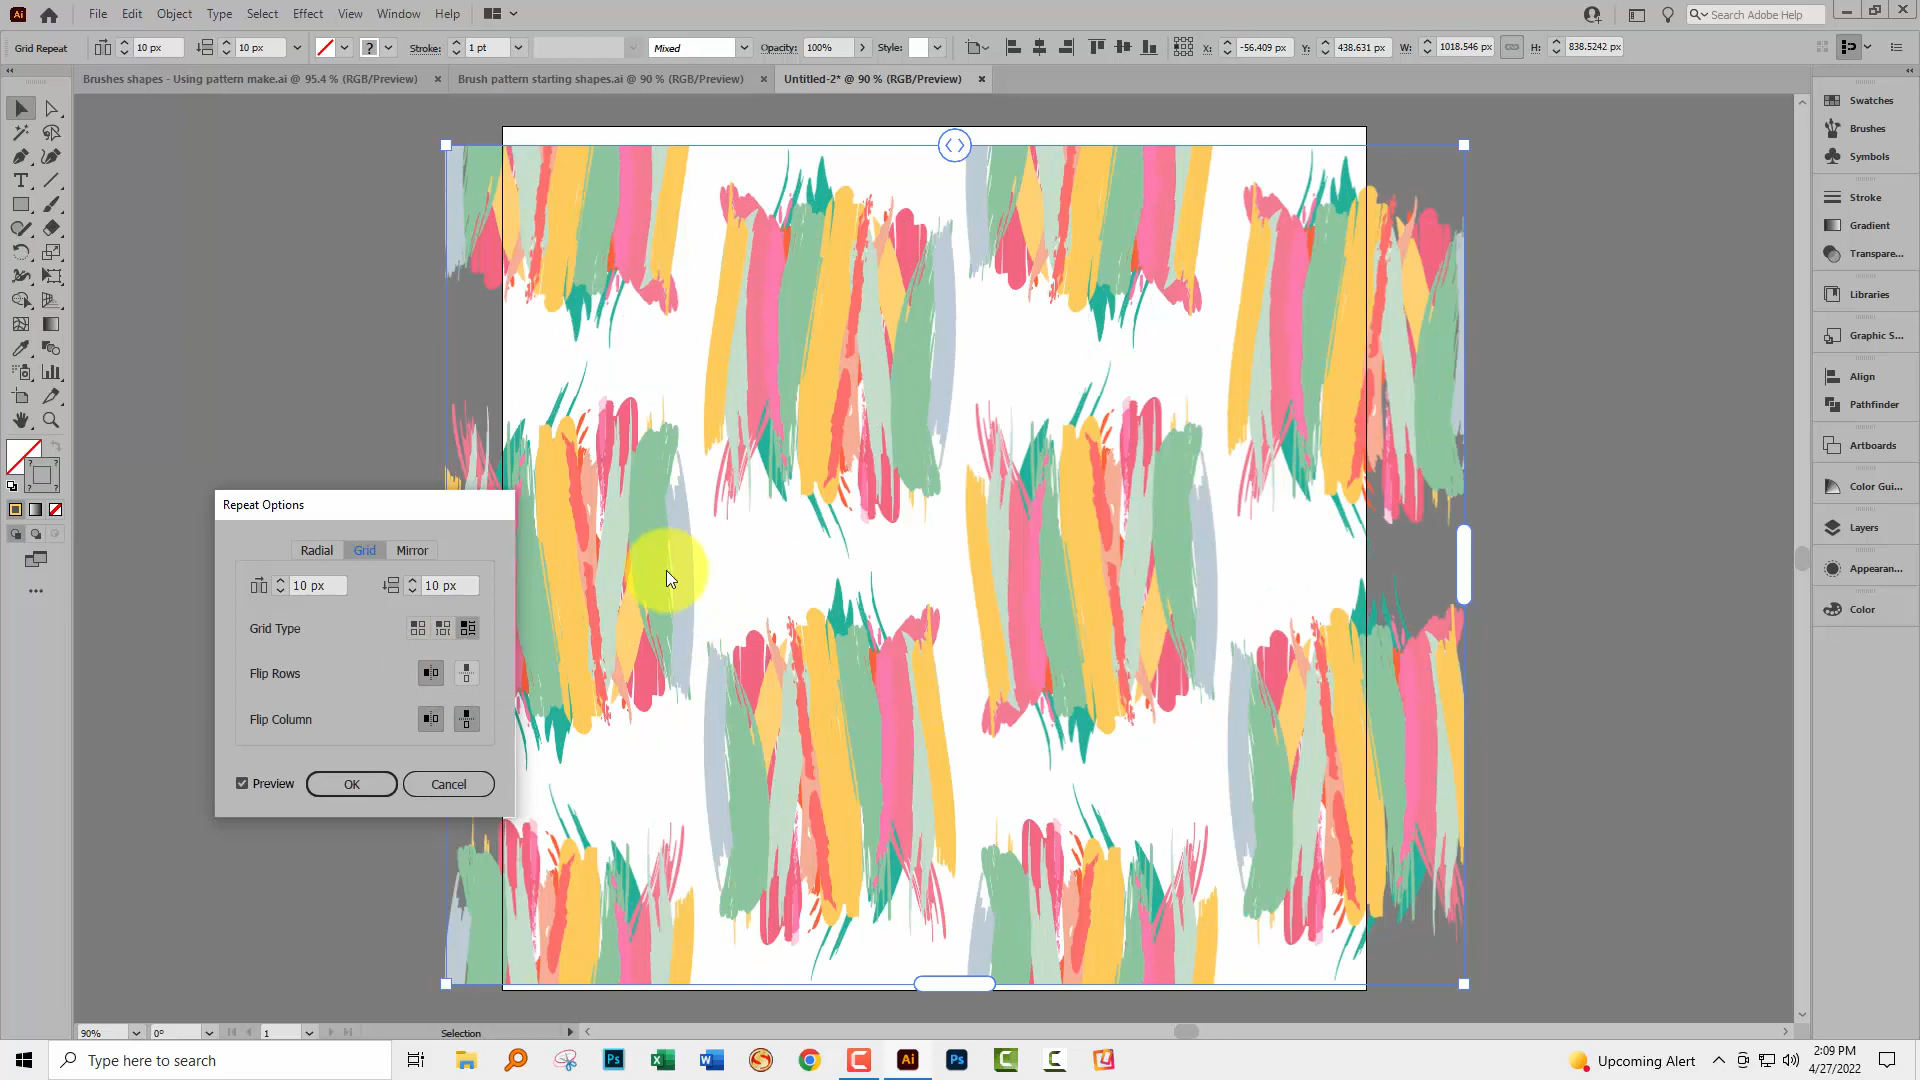 Ai File Edit Object Type Select Effect View Window Help Search Adobe Help
Grid Repeat 10 px 10 px ? Stroke: 1 pt Mixed Opacity: 100% Style: X: -56.409 px Y: 438.631 px W: 1018.546 px H: 838.5242 px
Brushes shapes - Using pattern make.ai @ 95.4 % (RGB/Preview) × Brush pattern starting shapes.ai @ 90 % (RGB/Preview) × Untitled-2* @ 90 % (RGB/Preview) ×
Swatches
Brushes
Symbols
Stroke
Gradient
Transpare...
Libraries
Graphic S...
Align
Pathfinder
Artboards
Color Gui...
Layers
Appearan...
Color
Repeat Options
Radial Grid Mirror
10 px 10 px
Grid Type
Flip Rows
Flip Column
Preview OK Cancel
90% 0° 1 Selection
Type here to search
Upcoming Alert
2:09 PM
4/27/2022